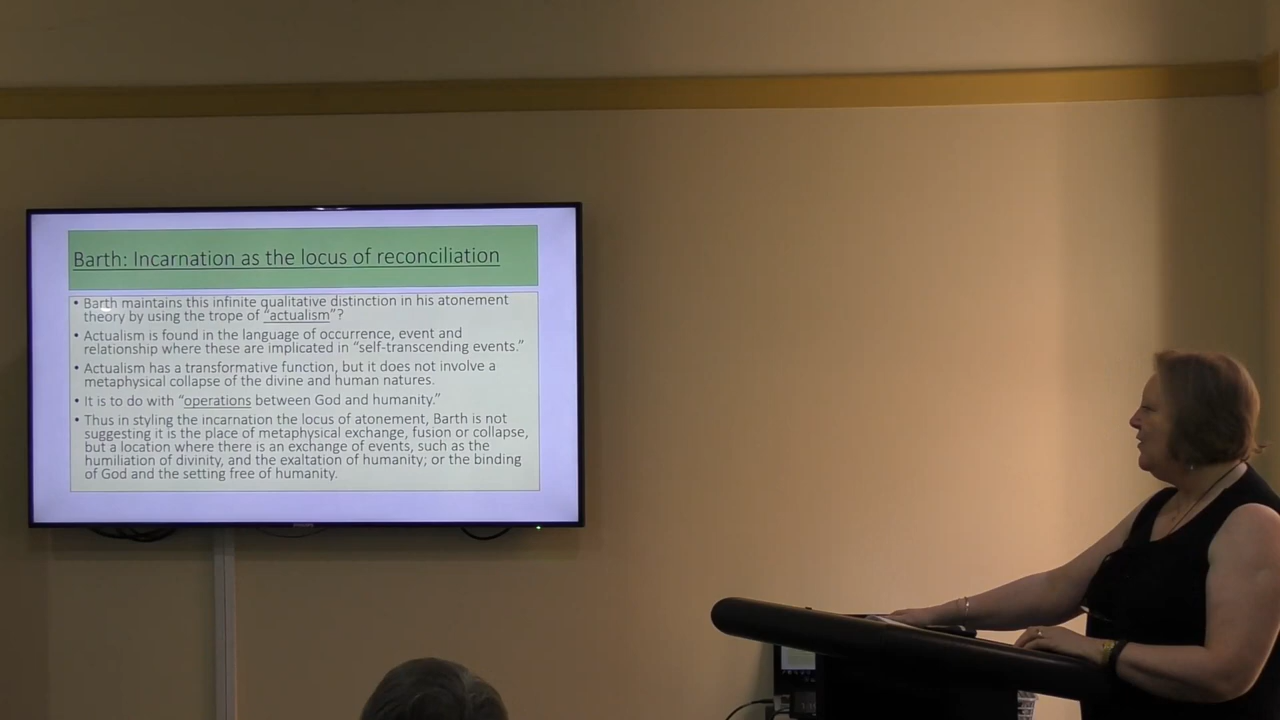 Barth: Incarnation as the locus of reconciliation
• Barth maintains this infinite qualitative distinction in his atonement
theory by using the trope of “actualism”?
• Actualism is found in the language of occurrence, event and
relationship where these are implicated in “self-transcending events.”
• Actualism has a transformative function, but it does not involve a
metaphysical collapse of the divine and human natures.
• It is to do with “operations between God and humanity.”
• Thus in styling the incarnation the locus of atonement, Barth is not
suggesting it is the place of metaphysical exchange, fusion or collapse,
but a location where there is an exchange of events, such as the
humiliation of divinity, and the exaltation of humanity; or the binding
of God and the setting free of humanity.